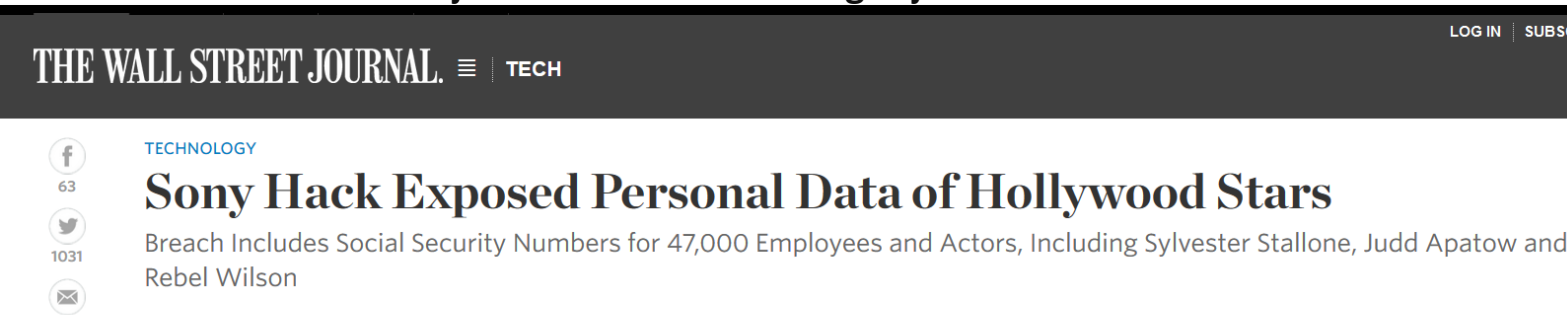 LOG IN SUBS
THE WALL STREET JOURNAL. TECH
TECHNOLOGY
Sony Hack Exposed Personal Data of Hollywood Stars
63
Breach Includes Social Security Numbers for 47,000 Employees and Actors, Including Sylvester Stallone, Judd Apatow and
1031
Rebel Wilson